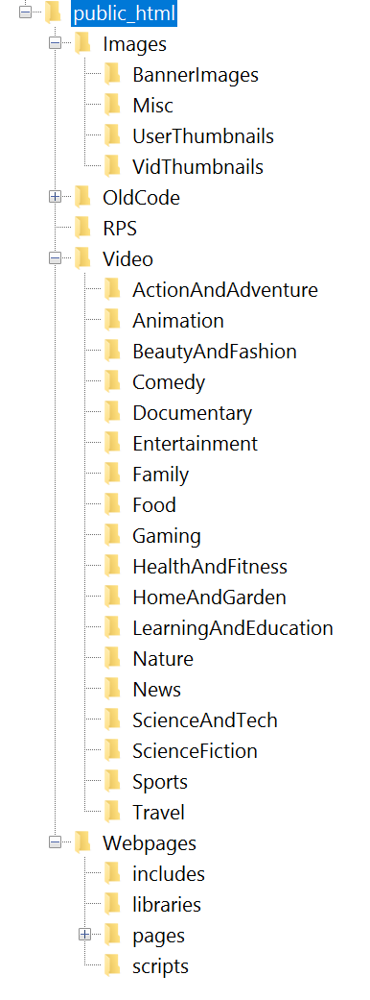 public_html
Images
BannerImages
Misc
UserThumbnails
VidThumbnails
OldCode
RPS
Video
ActionAndAdventure
Animation
BeautyAndFashion
Comedy
Documentary
Entertainment
Family
Food
Gaming
HealthAndFitness
HomeAndGarden
LearningAndEducation
Nature
News
ScienceAndTech
ScienceFiction
Sports
Travel
Webpages
includes
libraries
pages
scripts